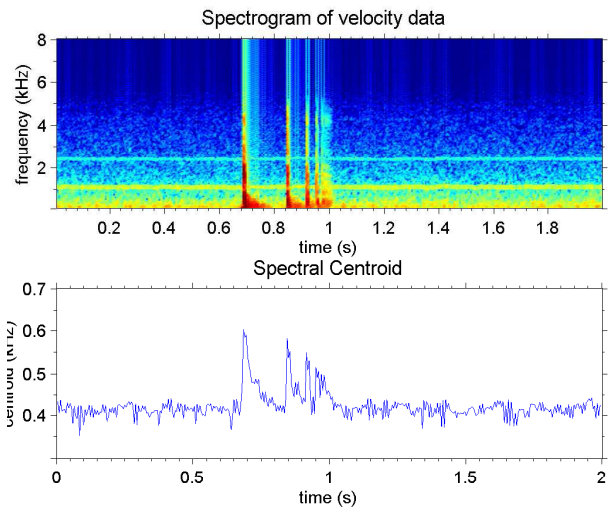 Spectrogram of velocity data
8
6
4
2
frequency (kHz)
0.2 0.4 0.6 0.8 1 1.2 1.4 1.6 1.8
time (s)
Spectral Centroid
0.7
0.6
0.5
0.4
0 0.5 1 1.5 2
time (s)